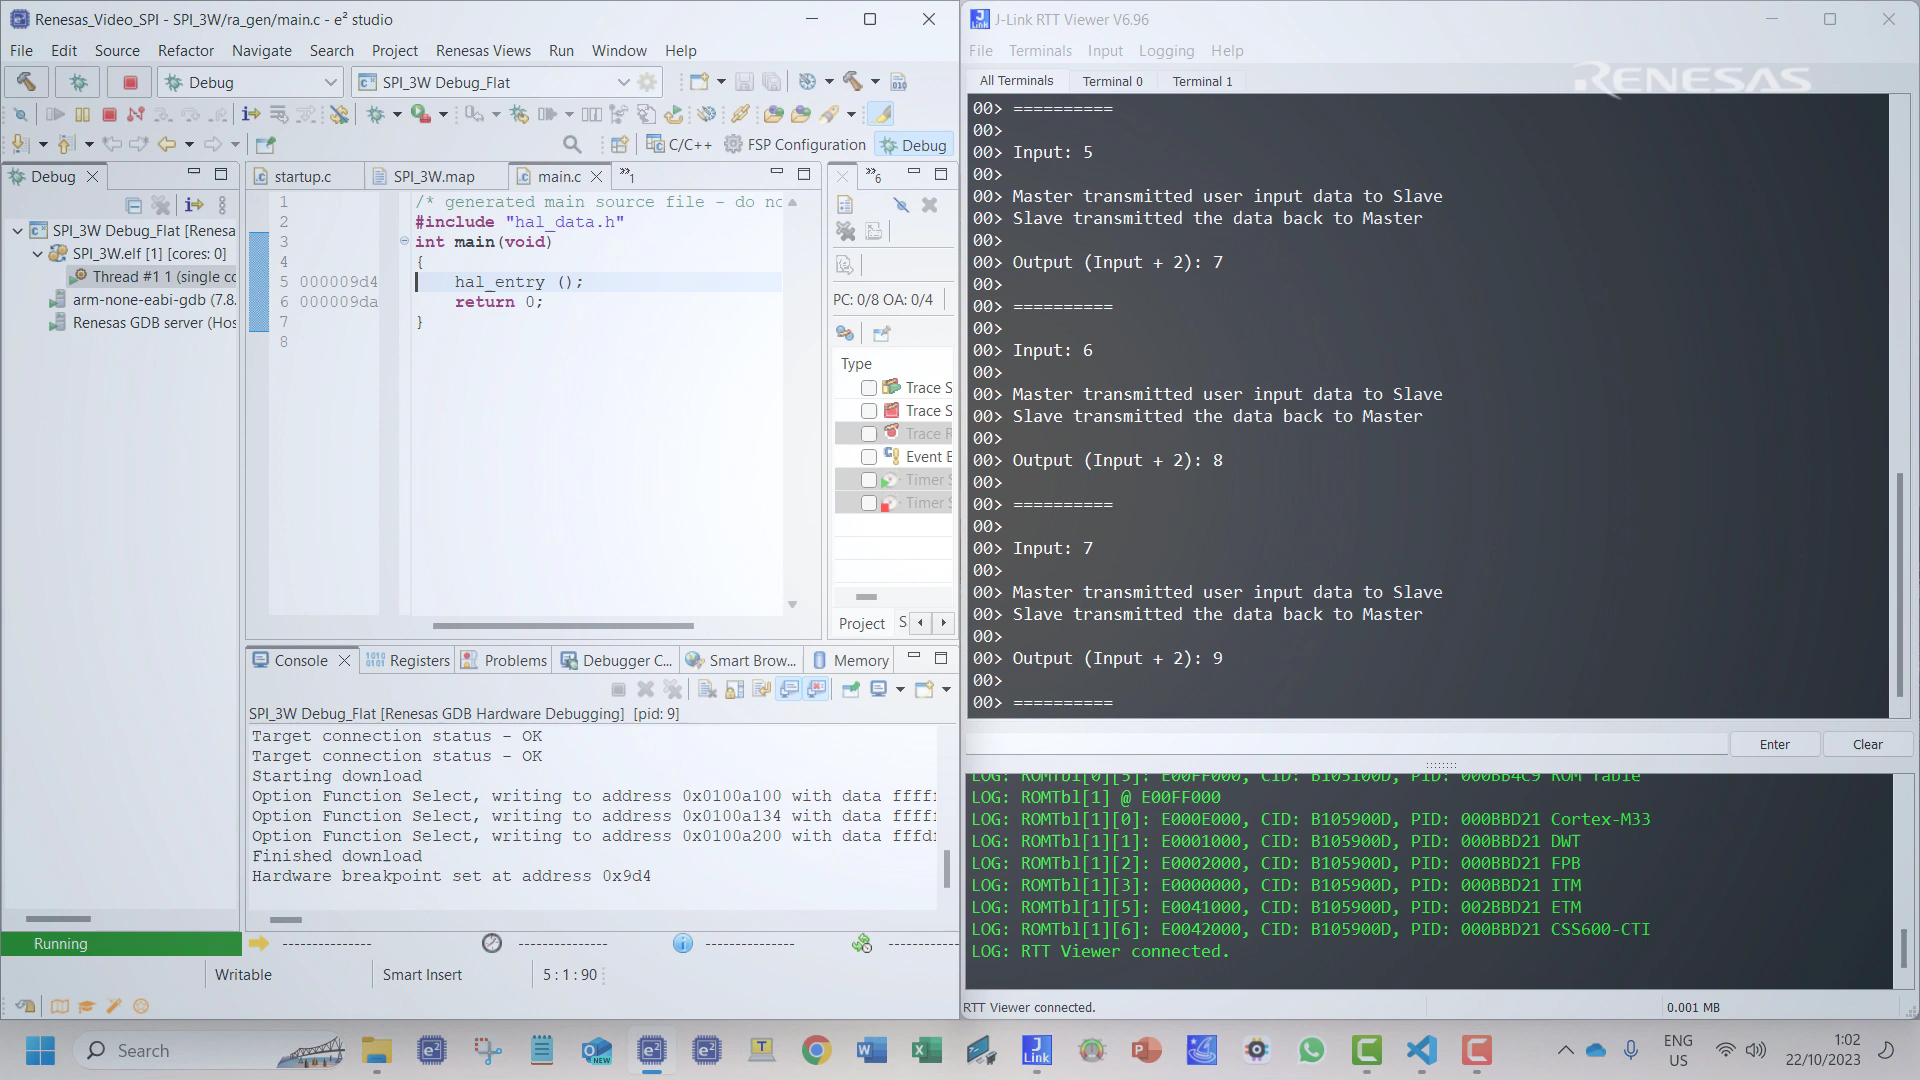 Renesas_Video_SPI - SPI_3W/ra_gen/main.c - e² studio
File Edit Source Refactor Navigate Search Project Renesas Views Run Window Help
Debug
SPI_3W Debug_Flat
C/C++ FSP Configuration Debug
Debug
SPI_3W Debug_Flat [Renesa
SPI_3W.elf [1] [cores: 0]
Thread #1 1 (single co
arm-none-eabi-gdb (7.8.
Renesas GDB server (Hos
startup.c SPI_3W.map main.c »1
1 /* generated main source file - do no
2 #include "hal_data.h"
3 int main(void)
4 {
5 000009d4 hal_entry ();
6 000009da return 0;
7 }
8
»6
PC: 0/8 OA: 0/4
Type
Trace S
Trace S
Trace R
Event B
Timer S
Timer S
Project S
Console Registers Problems Debugger C... Smart Brow... Memory
SPI_3W Debug_Flat [Renesas GDB Hardware Debugging] [pid: 9]
Target connection status - OK
Target connection status - OK
Starting download
Option Function Select, writing to address 0x0100a100 with data fffff
Option Function Select, writing to address 0x0100a134 with data fffff
Option Function Select, writing to address 0x0100a200 with data fffdf
Finished download
Hardware breakpoint set at address 0x9d4
Running
Writable Smart Insert 5 : 1 : 90
J-Link RTT Viewer V6.96
File Terminals Input Logging Help
All Terminals Terminal 0 Terminal 1
RENESAS
00> ==========
00>
00> Input: 5
00>
00> Master transmitted user input data to Slave
00> Slave transmitted the data back to Master
00>
00> Output (Input + 2): 7
00>
00> ==========
00>
00> Input: 6
00>
00> Master transmitted user input data to Slave
00> Slave transmitted the data back to Master
00>
00> Output (Input + 2): 8
00>
00> ==========
00>
00> Input: 7
00>
00> Master transmitted user input data to Slave
00> Slave transmitted the data back to Master
00>
00> Output (Input + 2): 9
00>
00> ==========
Enter Clear
LOG: ROMTbl[0][5]: E00FF000, CID: B105100D, PID: 000BB4C9 ROM Table
LOG: ROMTbl[1] @ E00FF000
LOG: ROMTbl[1][0]: E000E000, CID: B105900D, PID: 000BBD21 Cortex-M33
LOG: ROMTbl[1][1]: E0001000, CID: B105900D, PID: 000BBD21 DWT
LOG: ROMTbl[1][2]: E0002000, CID: B105900D, PID: 000BBD21 FPB
LOG: ROMTbl[1][3]: E0000000, CID: B105900D, PID: 000BBD21 ITM
LOG: ROMTbl[1][5]: E0041000, CID: B105900D, PID: 002BBD21 ETM
LOG: ROMTbl[1][6]: E0042000, CID: B105900D, PID: 000BBD21 CSS600-CTI
LOG: RTT Viewer connected.
RTT Viewer connected. 0.001 MB
Search
ENG
US
1:02
22/10/2023